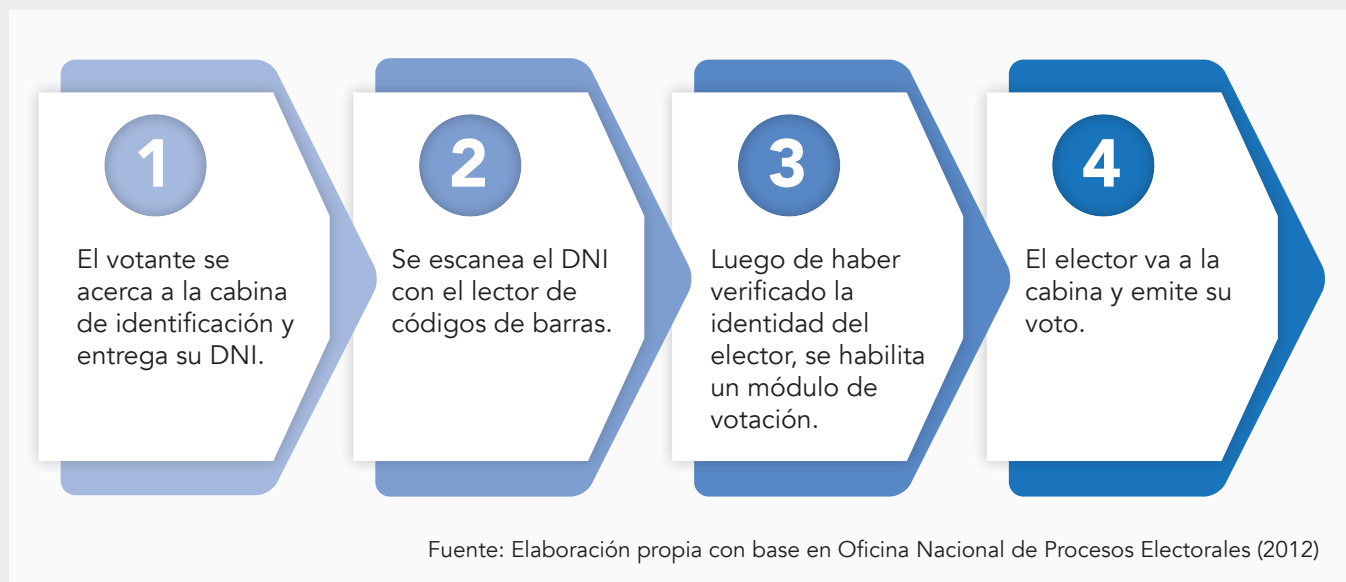 1
El votante se
acerca a la cabina
de identificación y
entrega su DNI.
2
Se escanea el DNI
con el lector de
códigos de barras.
3
Luego de haber
verificado la
identidad del
elector, se habilita
un módulo de
votación.
4
El elector va a la
cabina y emite su
voto.
Fuente: Elaboración propia con base en Oficina Nacional de Procesos Electorales (2012)